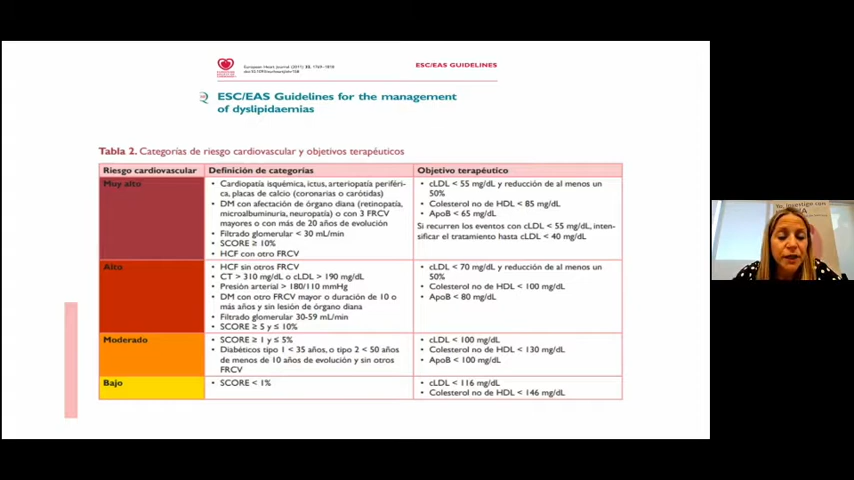 ESC/EAS GUIDELINES
ESC/EAS Guidelines for the management
of dyslipidaemias
Tabla 2. Categorías de riesgo cardiovascular y objetivos terapéuticos
Riesgo cardiovascular Definición de categorías Objetivo terapéutico
Muy alto
• Cardiopatía isquémica, ictus, arteriopatía periféri-
ca, placas de calcio (coronarias o carótidas)
• DM con afectación de órgano diana (retinopatía,
microalbuminuria, neuropatía) o con 3 FRCV
mayores o con más de 20 años de evolución
• Filtrado glomerular < 30 mL/min
• SCORE ≥ 10%
• HCF con otro FRCV
• cLDL < 55 mg/dL y reducción de al menos un
50%
• Colesterol no de HDL < 85 mg/dL
• ApoB < 65 mg/dL
Si recurren los eventos con cLDL < 55 mg/dL, inten-
sificar el tratamiento hasta cLDL < 40 mg/dL
Alto
• HCF sin otros FRCV
• CT > 310 mg/dL o cLDL > 190 mg/dL
• Presión arterial > 180/110 mmHg
• DM con otro FRCV mayor o duración de 10 o
más años y sin lesión de órgano diana
• Filtrado glomerular 30-59 mL/min
• SCORE ≥ 5 y ≤ 10%
• cLDL < 70 mg/dL y reducción de al menos un
50%
• Colesterol no de HDL < 100 mg/dL
• ApoB < 80 mg/dL
Moderado
• SCORE ≥ 1 y ≤ 5%
• Diabéticos tipo 1 < 35 años, o tipo 2 < 50 años
de menos de 10 años de evolución y sin otros
FRCV
• cLDL < 100 mg/dL
• Colesterol no de HDL < 130 mg/dL
• ApoB < 100 mg/dL
Bajo
• SCORE < 1%
• cLDL < 116 mg/dL
• Colesterol no de HDL < 146 mg/dL